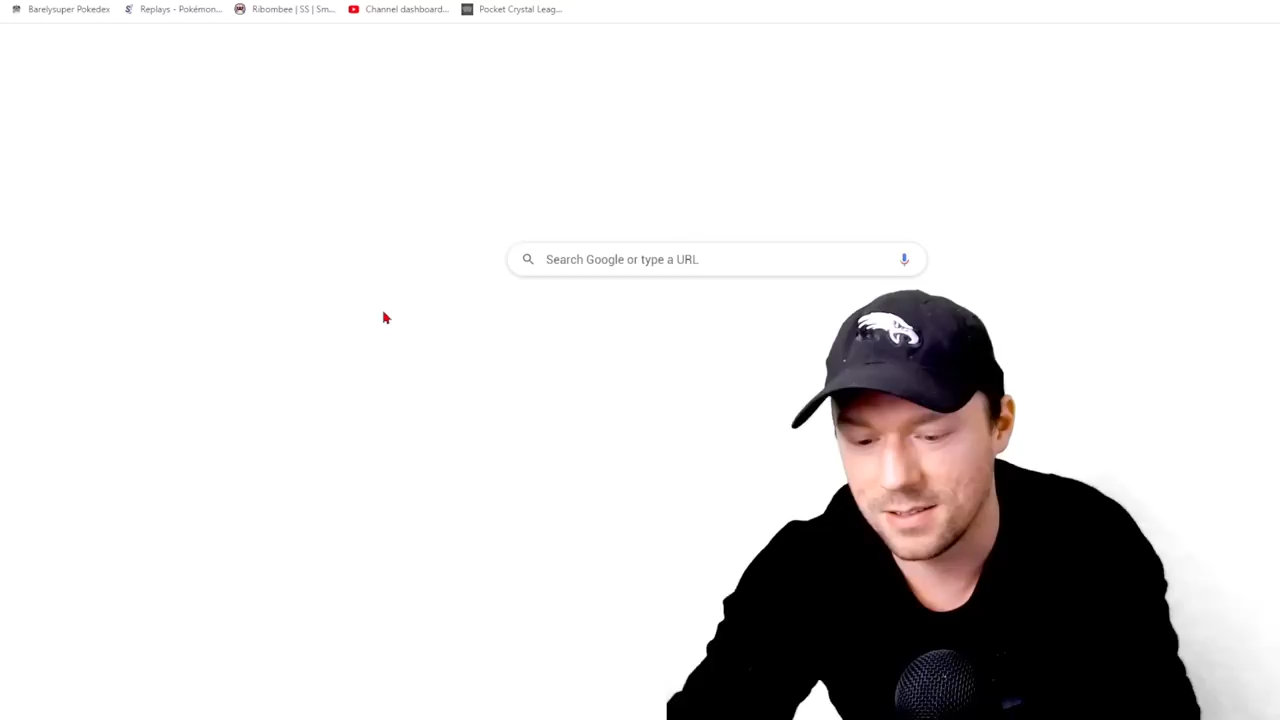 Barelysuper Pokedex
Replays - Pokémon...
Ribombee | SS | Sm...
Channel dashboard...
Pocket Crystal Leag...
Search Google or type a URL